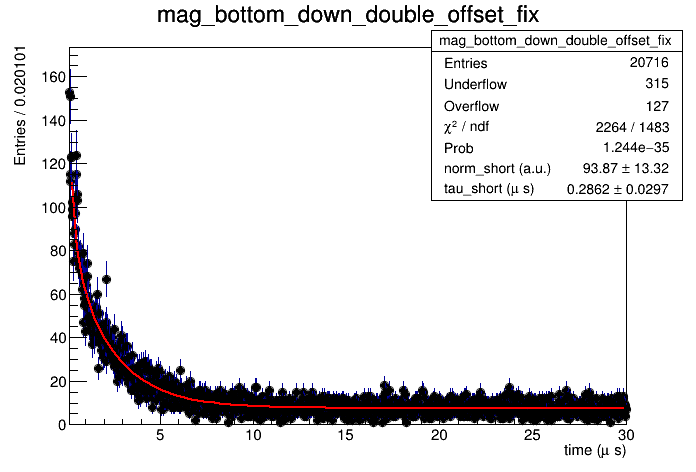 mag_bottom_down_double_offset_fix
mag_bottom_down_double_offset_fix
Entries 20716
Underflow 315
Overflow 127
χ² / ndf 2264 / 1483
Prob 1.244e−35
norm_short (a.u.) 93.87 ± 13.32
tau_short (μ s) 0.2862 ± 0.0297
Entries / 0.020101
160
140
120
100
80
60
40
20
0
5 10 15 20 25 30
time (μ s)